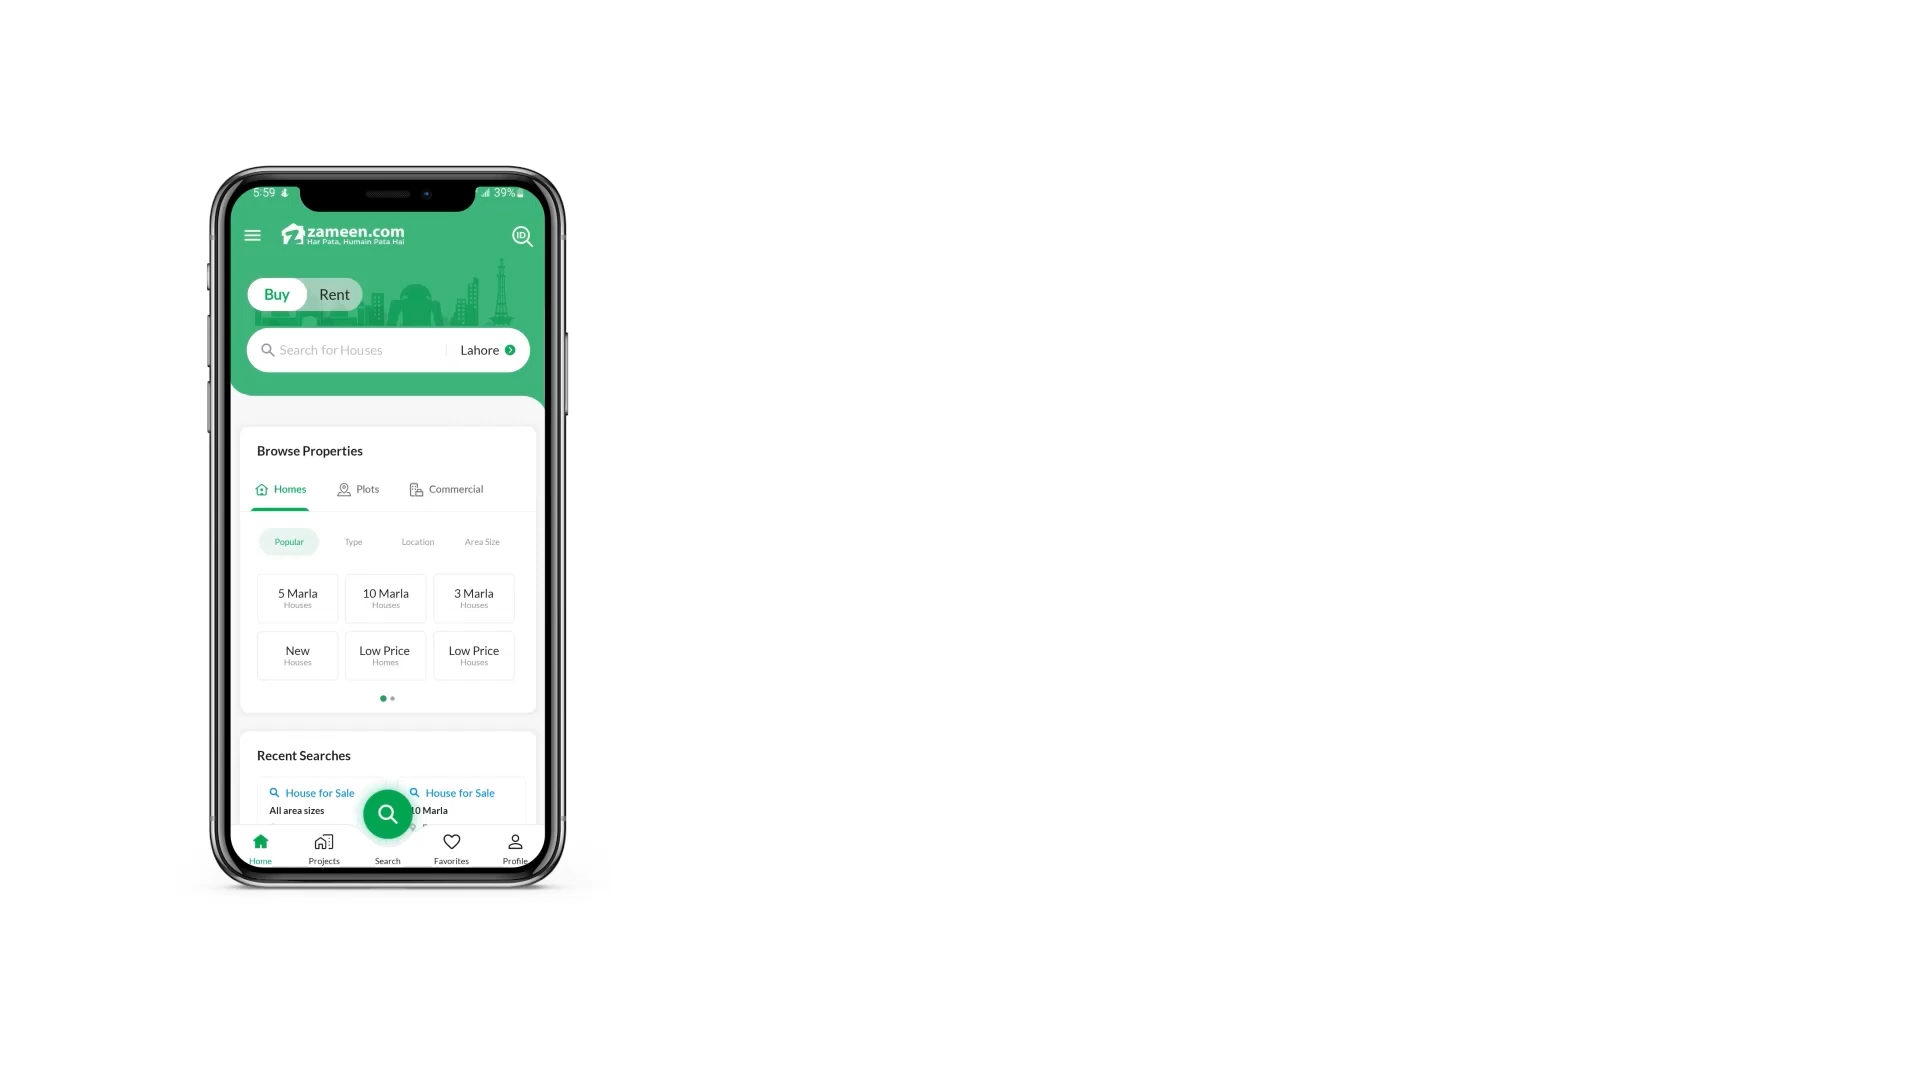 5:59
39%
zameen.com
Har Pata, Humain Pata Hai
ID
Buy Rent
Search for Houses Lahore
Browse Properties
Homes Plots Commercial
Popular Type Location Area Size
5 Marla 10 Marla 3 Marla
Houses Houses Houses
New Low Price Low Price
Houses Homes Houses
Recent Searches
House for Sale House for Sale
All area sizes 10 Marla
Home Projects Search Favorites Profile